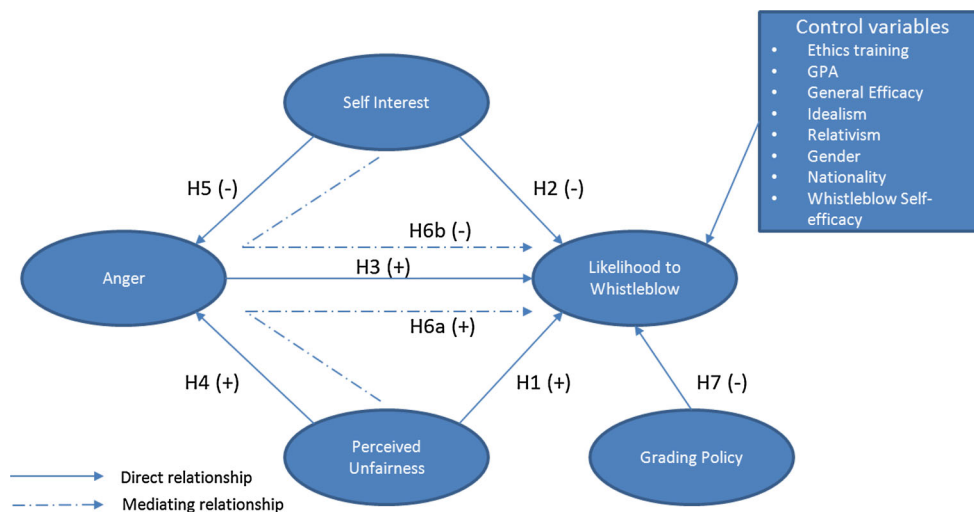 Control variables
• Ethics training
• GPA
• General Efficacy
• Idealism
• Relativism
• Gender
• Nationality
• Whistleblow Self-
efficacy
Self Interest
H5 (-)
H2 (-)
H6b (-)
H3 (+)
Anger
Likelihood to
Whistleblow
H6a (+)
H4 (+)
H1 (+)
H7 (-)
Perceived
Unfairness
Grading Policy
Direct relationship
Mediating relationship